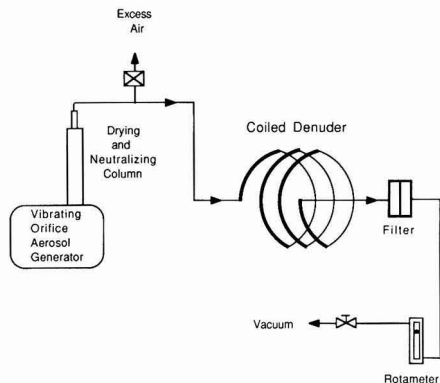 Excess
Air
Drying
and
Neutralizing
Column
Coiled Denuder
Vibrating
Orifice
Aerosol
Generator
Filter
Vacuum
Rotameter